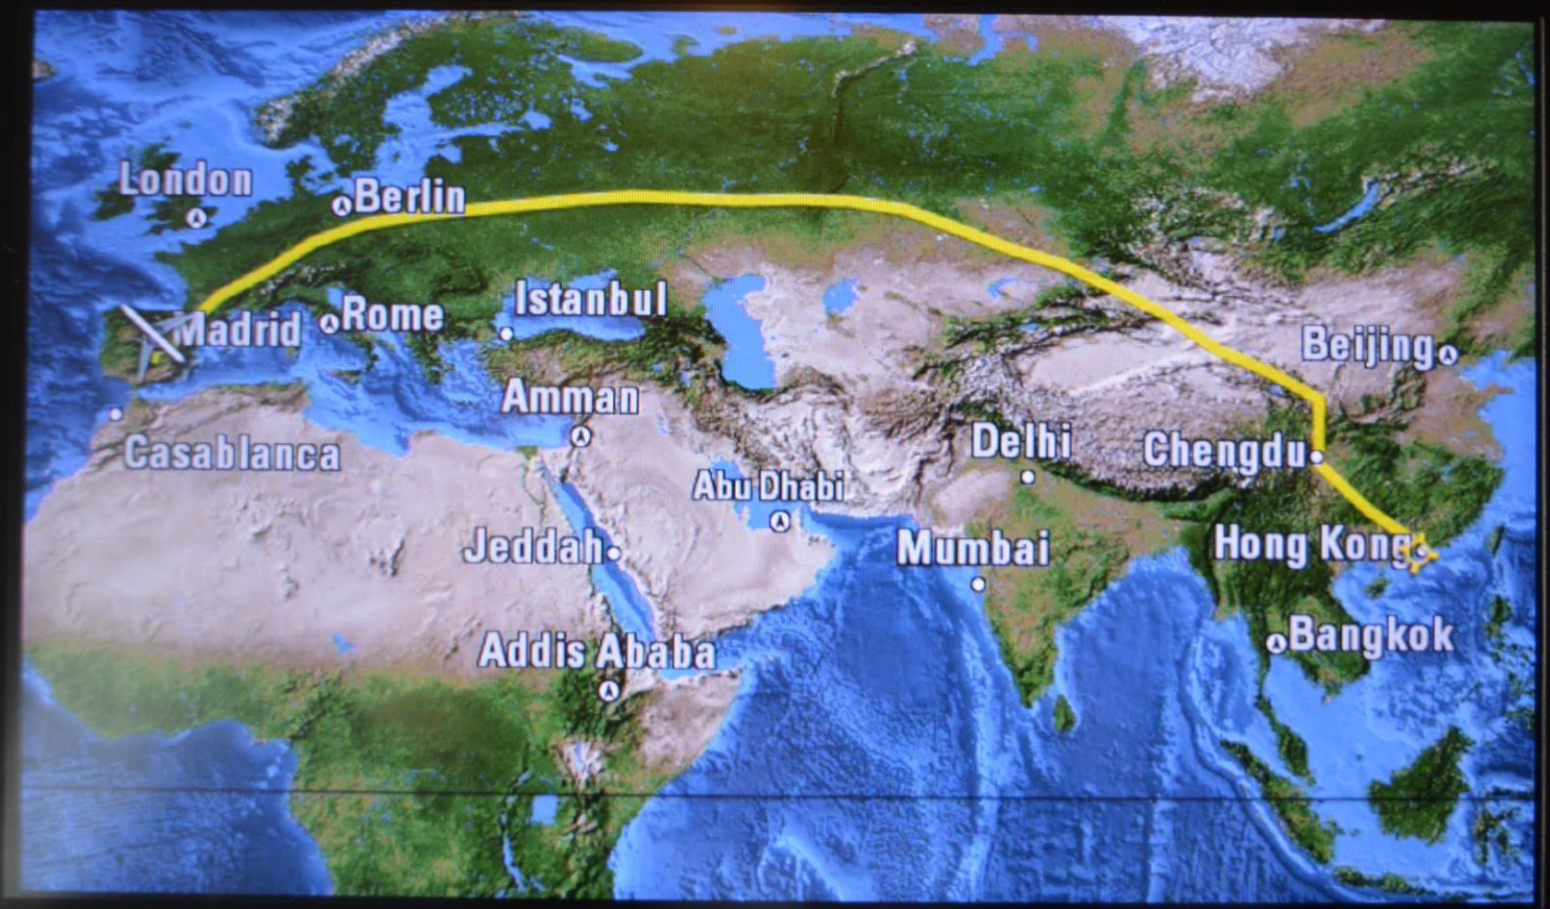 London
Berlin
Istanbul
Madrid
Rome
Beijing
Amman
Casablanca
Delhi
Chengdu
Abu Dhabi
Jeddah
Mumbai
Hong Kong
Addis Ababa
Bangkok